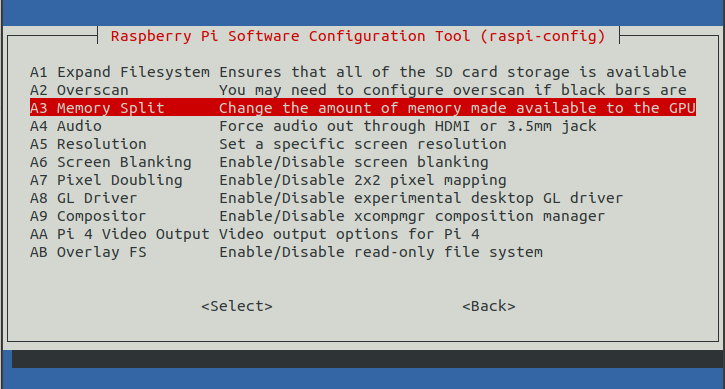 Raspberry Pi Software Configuration Tool (raspi-config)
A1 Expand Filesystem Ensures that all of the SD card storage is available
A2 Overscan You may need to configure overscan if black bars are
A3 Memory Split Change the amount of memory made available to the GPU
A4 Audio Force audio out through HDMI or 3.5mm jack
A5 Resolution Set a specific screen resolution
A6 Screen Blanking Enable/Disable screen blanking
A7 Pixel Doubling Enable/Disable 2x2 pixel mapping
A8 GL Driver Enable/Disable experimental desktop GL driver
A9 Compositor Enable/Disable xcompmgr composition manager
AA Pi 4 Video Output Video output options for Pi 4
AB Overlay FS Enable/Disable read-only file system
<Select> <Back>